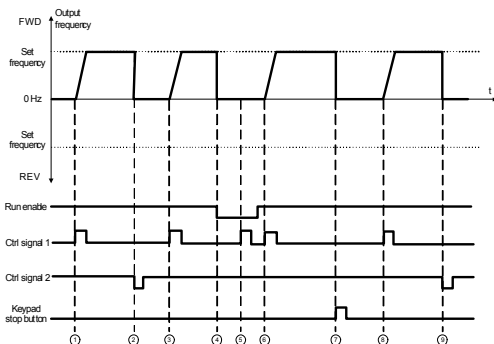 FWD
Output
frequency
Set
frequency
t
0 Hz
Set
frequency
REV
Run enable
Ctrl signal 1
Ctrl signal 2
Keypad
stop button
1 2 3 4 5 6 7 8 9